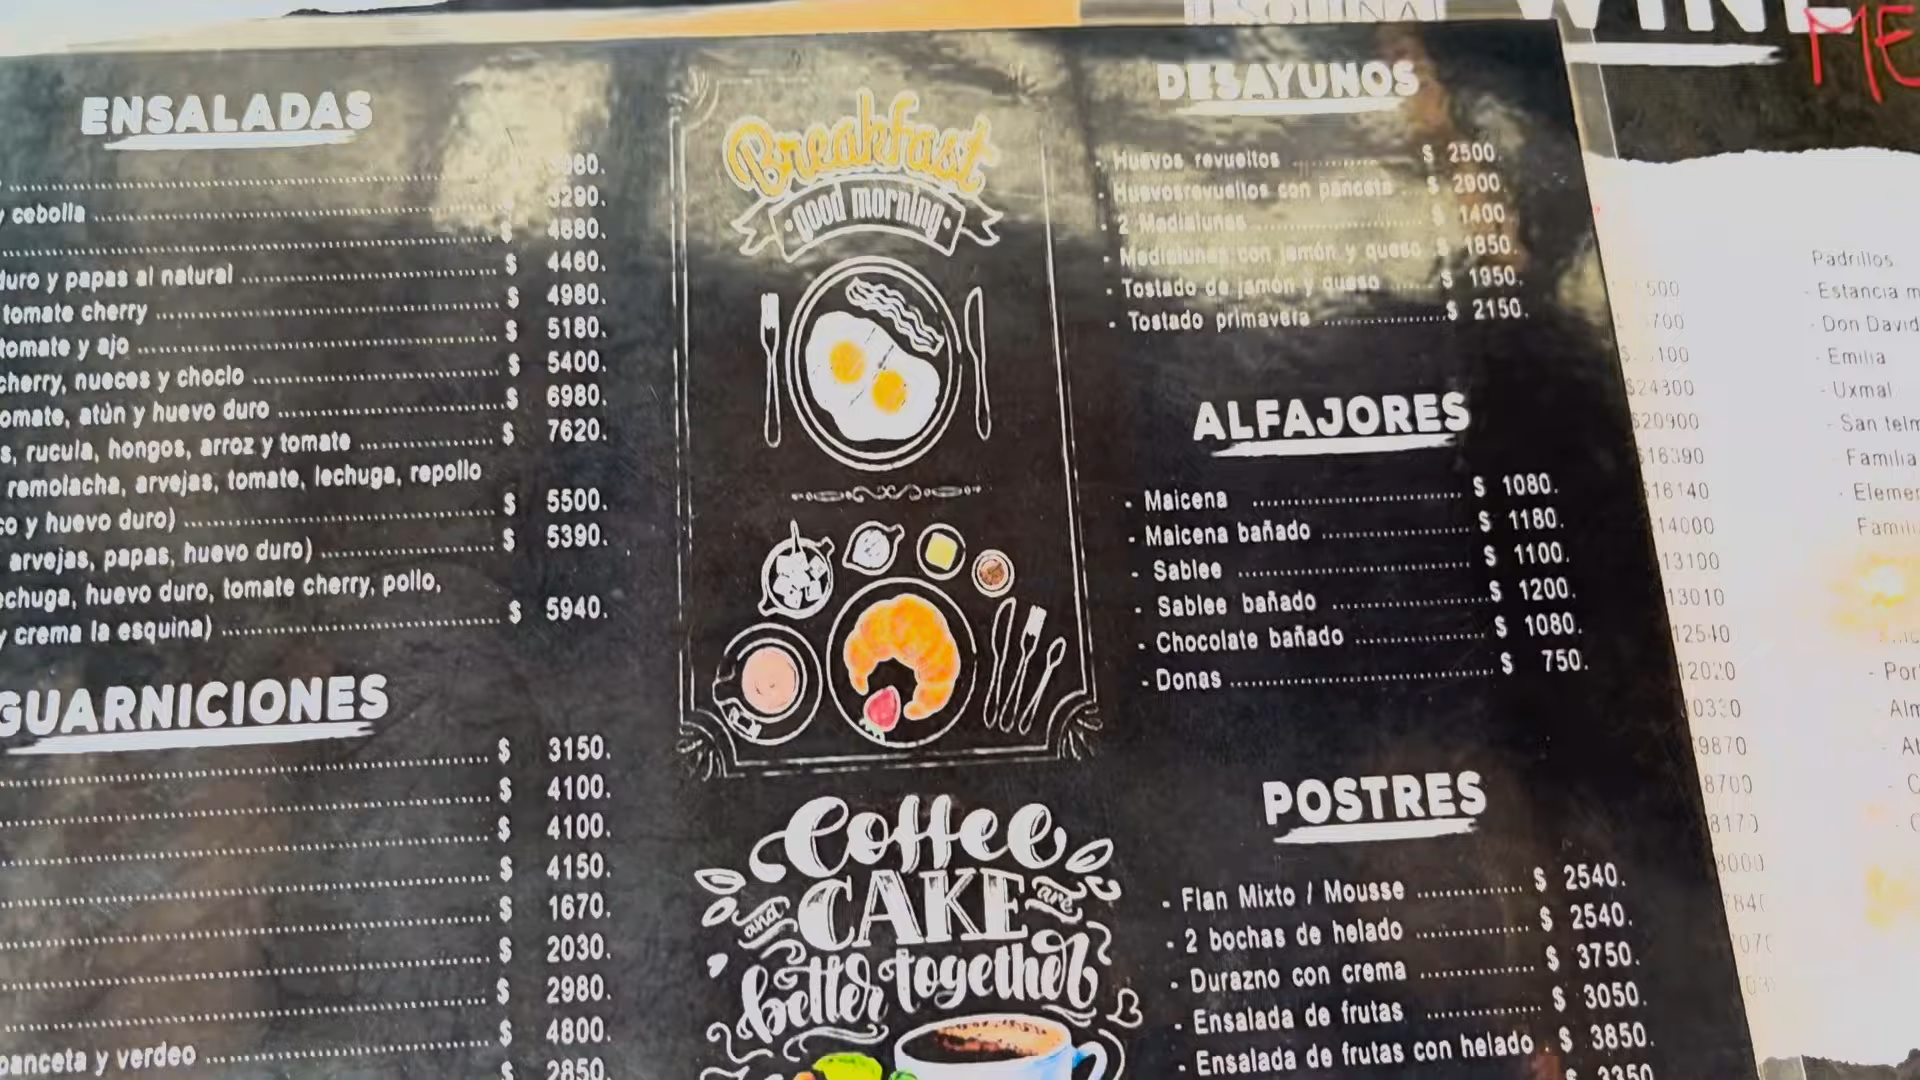 ENSALADAS
y cebolla
$ 4880.
duro y papas al natural $ 4460.
tomate cherry $ 4980.
tomate y ajo $ 5180.
cherry, nueces y choclo $ 5400.
tomate, atún y huevo duro $ 6980.
s, rucula, hongos, arroz y tomate $ 7620.
remolacha, arvejas, tomate, lechuga, repollo
co y huevo duro) $ 5500.
arvejas, papas, huevo duro) $ 5390.
echuga, huevo duro, tomate cherry, pollo,
y crema la esquina) $ 5940.
GUARNICIONES
$ 3150.
$ 4100.
$ 4100.
$ 4150.
$ 1670.
$ 2030.
$ 2980.
$ 4800.
panceta y verdeo $ 2850.
Breakfast
good morning
Coffee
and CAKE are
better together
DESAYUNOS
- Huevos revueltos $ 2500.
- Huevosrevueltos con panceta $ 2900.
- 2 Medialunas $ 1400.
- Medialunas con jamón y queso $ 1850.
- Tostado de jamón y queso $ 1950.
- Tostado primavera $ 2150.
ALFAJORES
- Maicena $ 1080.
- Maicena bañado $ 1180.
- Sablee $ 1100.
- Sablee bañado $ 1200.
- Chocolate bañado $ 1080.
- Donas $ 750.
POSTRES
- Flan Mixto / Mousse $ 2540.
- 2 bochas de helado $ 2540.
- Durazno con crema $ 3750.
- Ensalada de frutas $ 3050.
- Ensalada de frutas con helado $ 3850.
WINE
ME
$24300
$20900
$16390
$16140
14000
13100
13010
12540
12020
10330
9870
8700
8170
8000
Padrillos
- Estancia m
- Don David
- Emilia
- Uxmal
- San telm
Familia
- Elemen
Famili
- Por